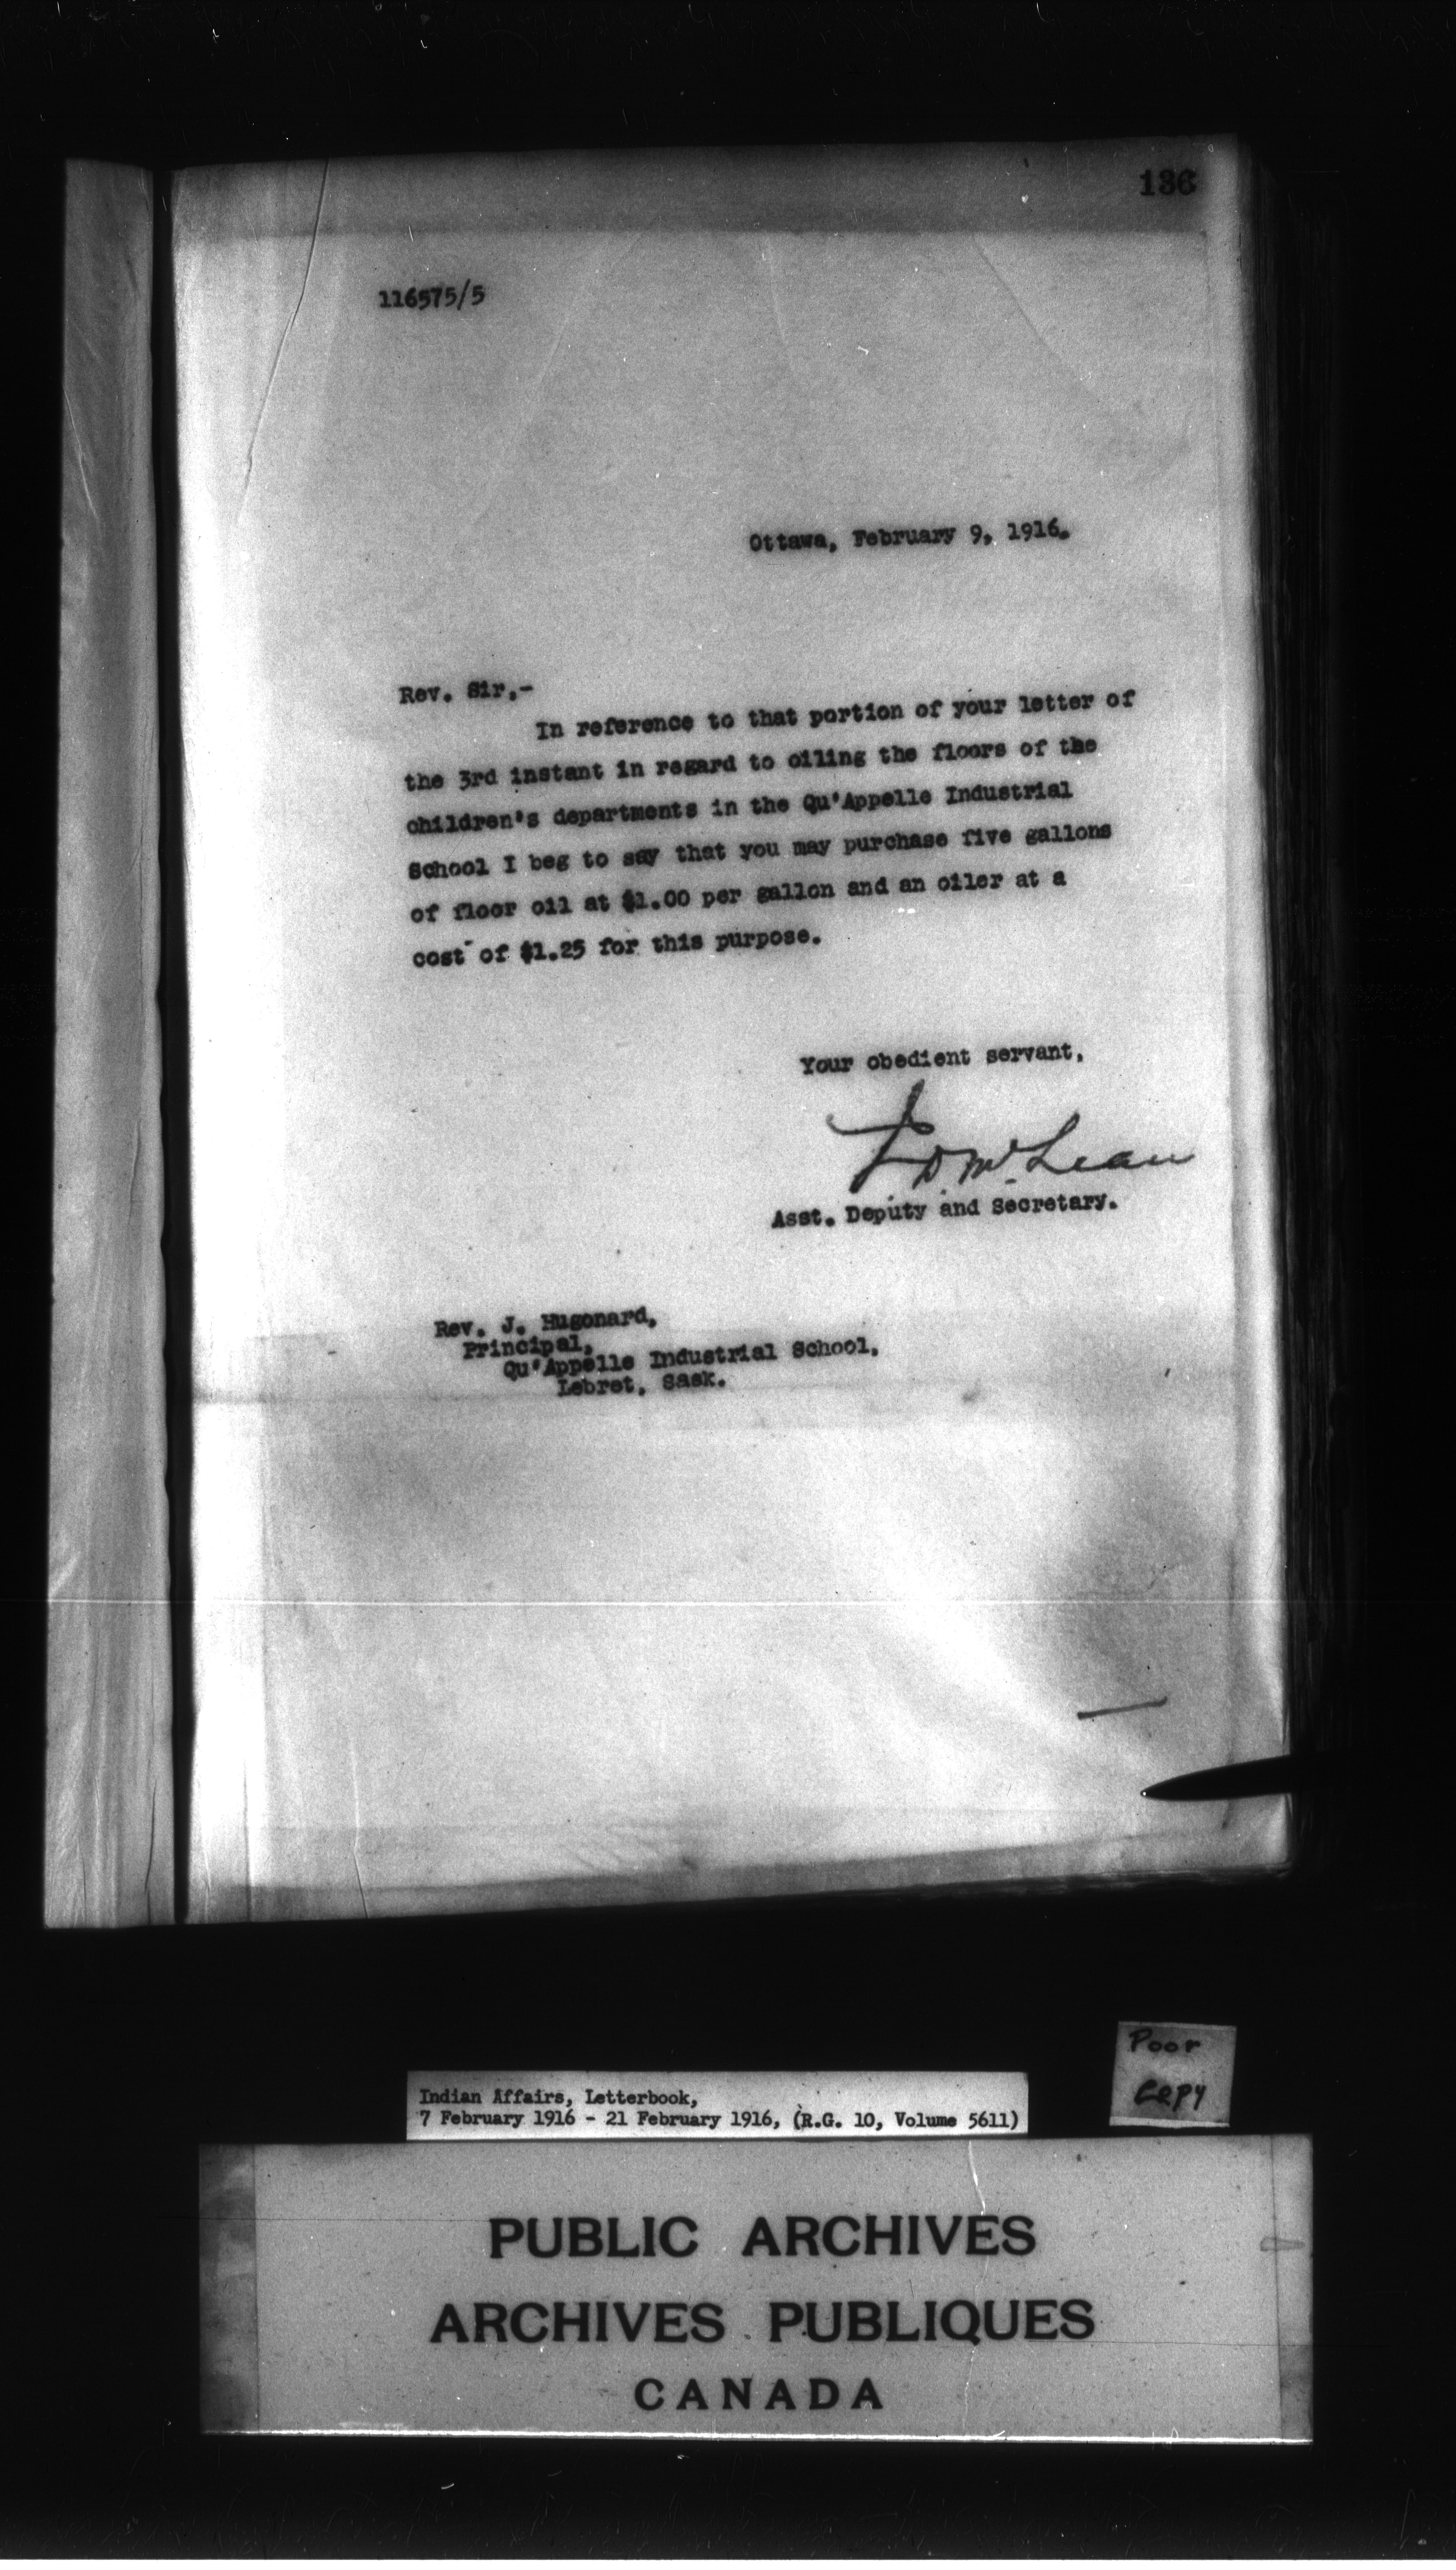 136
116575/5
Ottawa, February 9, 1916.
Rev. Sir,-
In reference to that portion of your letter of
the 3rd instant in regard to oiling the floors of the
children's departments in the Qu'Appelle Industrial
School I beg to say that you may purchase five gallons
of floor oil at $1.00 per gallon and an oiler at a
cost of $1.25 for this purpose.
Your obedient servant,
J D McLean
Asst. Deputy and Secretary.
Rev. J. Hugonard,
Principal,
Qu'Appelle Industrial School,
Lebret, Sask.
Poor
Copy
Indian Affairs, Letterbook,
7 February 1916 - 21 February 1916, (R.G. 10, Volume 5611)
PUBLIC ARCHIVES
ARCHIVES PUBLIQUES
CANADA